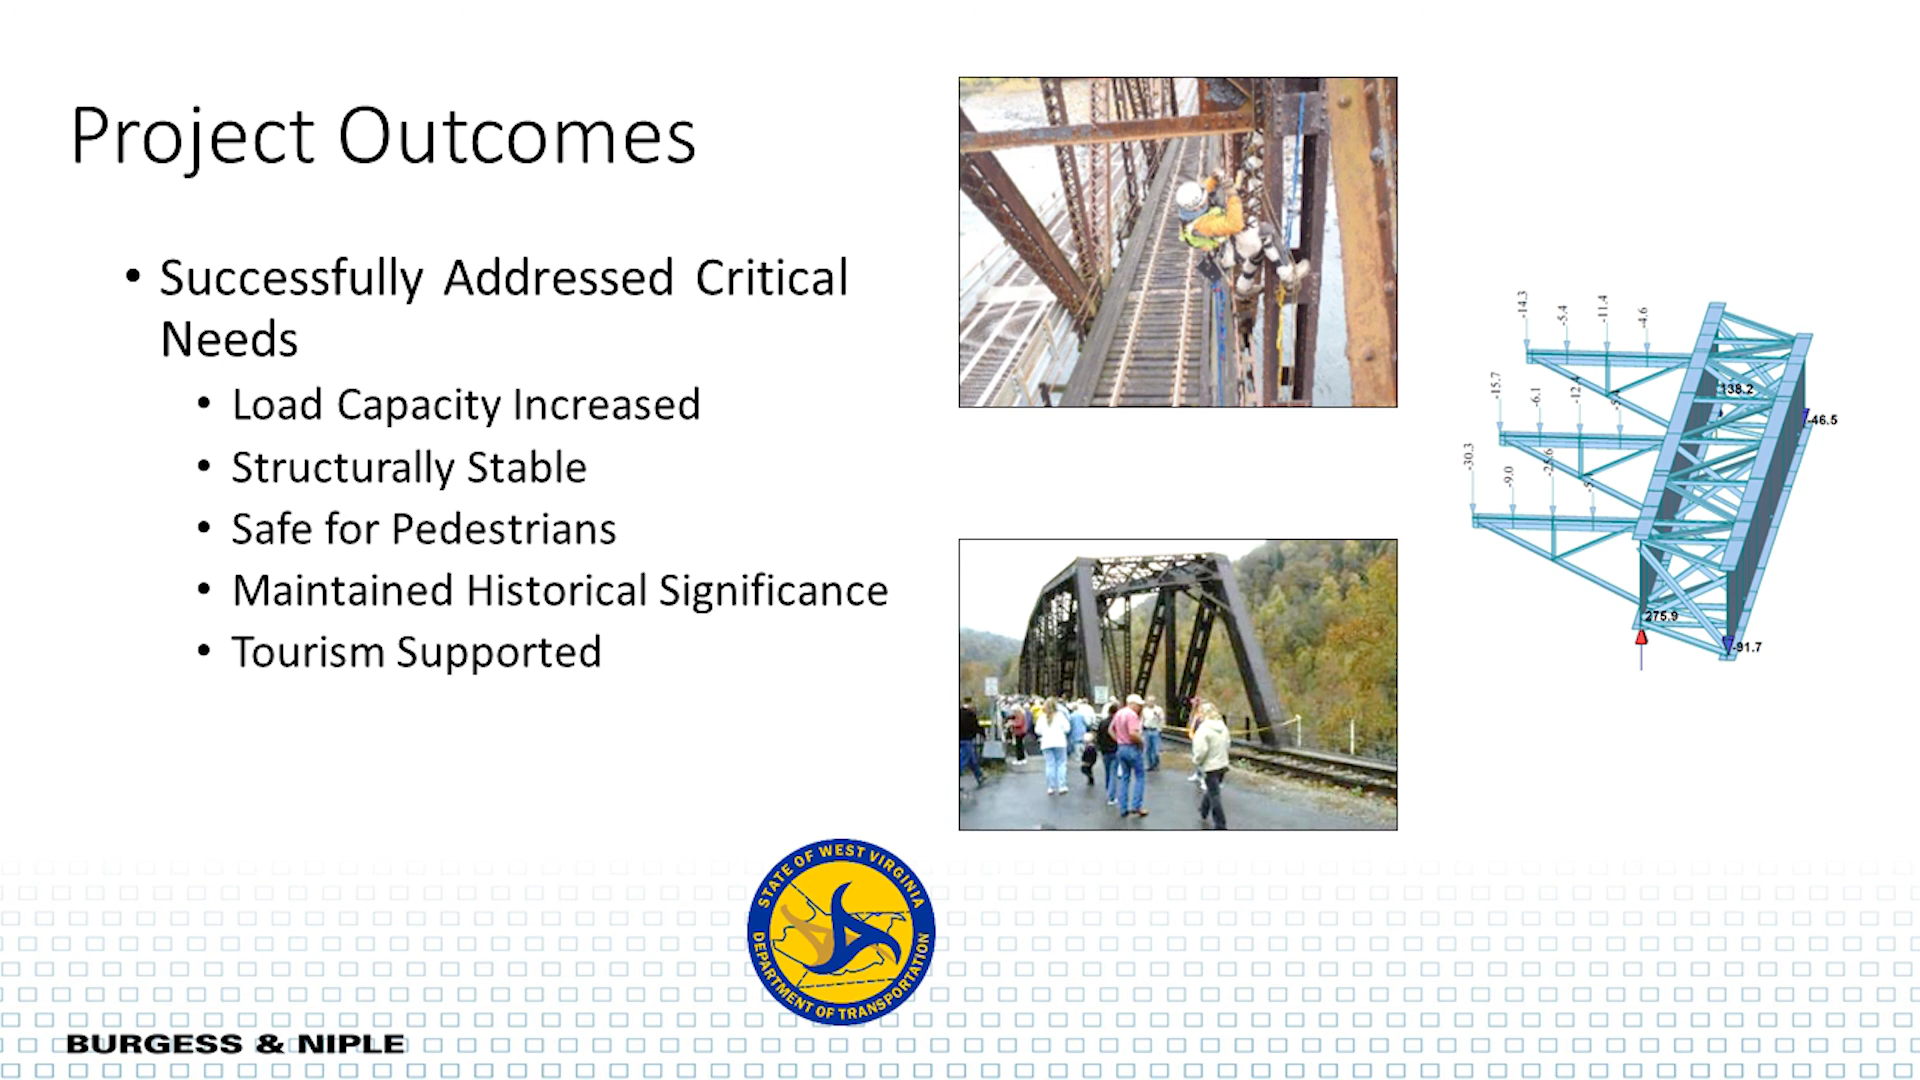 Project Outcomes
• Successfully Addressed Critical
Needs
• Load Capacity Increased
• Structurally Stable
• Safe for Pedestrians
• Maintained Historical Significance
• Tourism Supported
-14.3
-5.4
-11.4
-4.6
-15.7
-6.1
138.2
-46.5
-30.3
-9.0
-25.6
275.9
-91.7
STATE OF WEST VIRGINIA
DEPARTMENT OF TRANSPORTATION
BURGESS & NIPLE